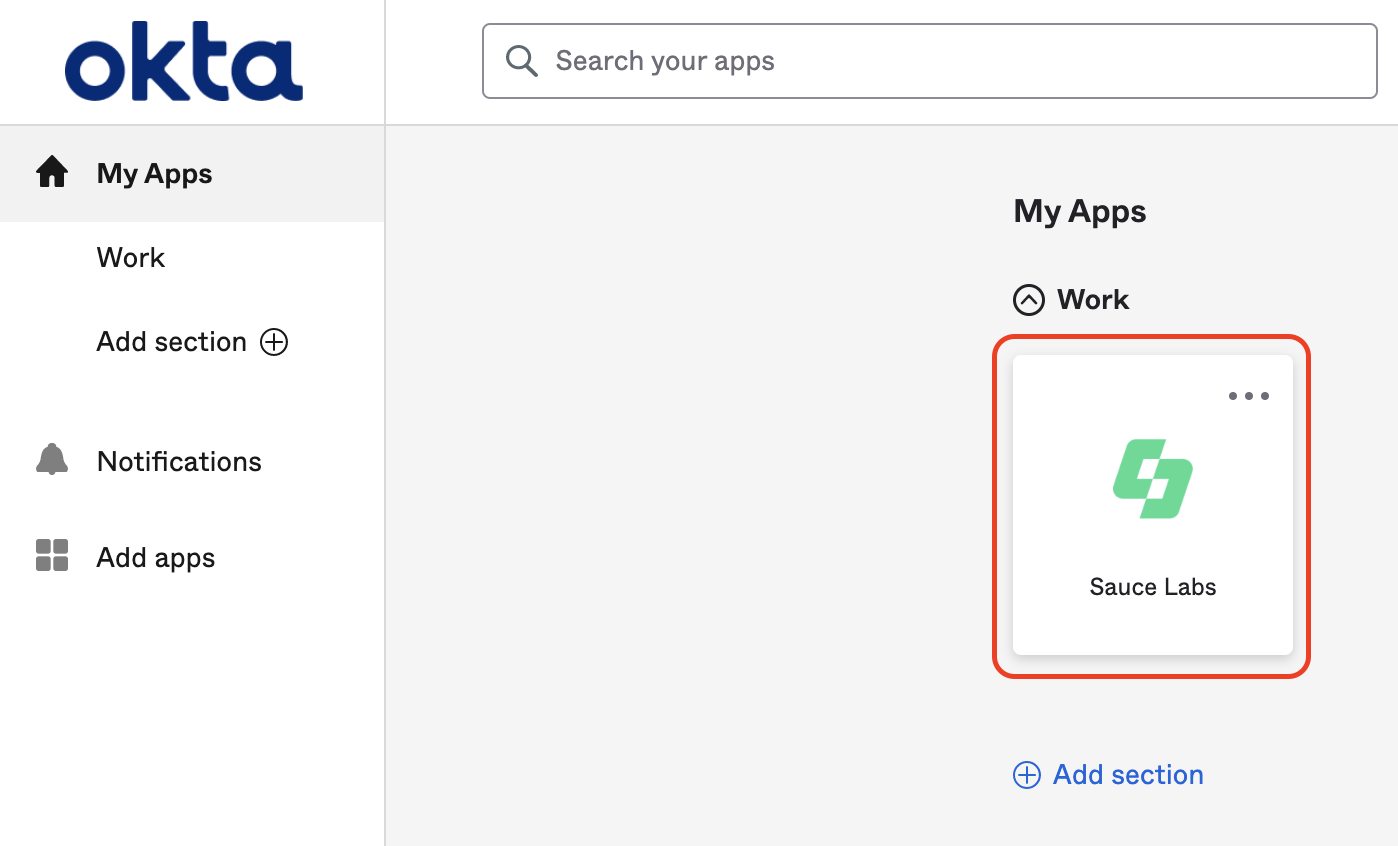 okta
Search your apps
My Apps
Work
Add section
Notifications
Add apps
My Apps
Work
Sauce Labs
Add section